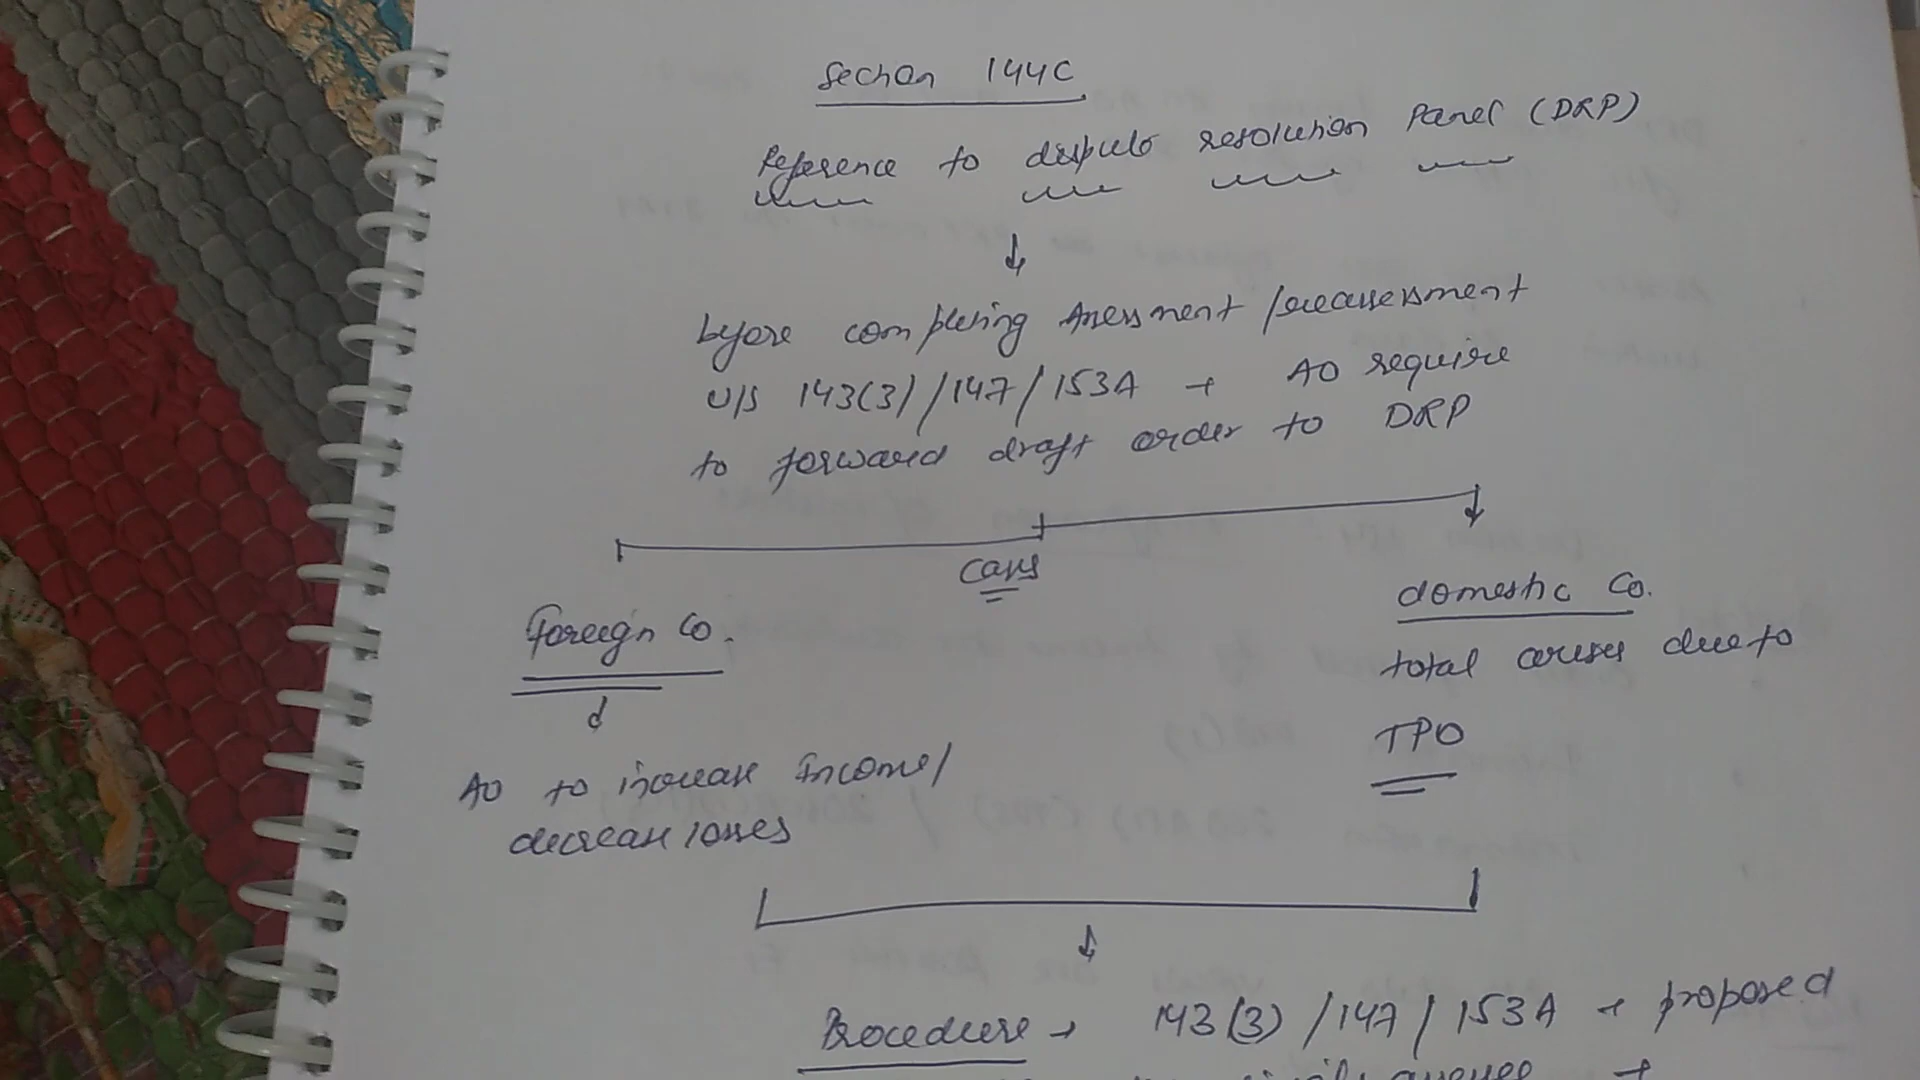 Section 144C
Reference to dispute resolution Panel (DRP)
before completing Assessment / reassessment
U/S 143(3) / 147 / 153A → AO require
to forward draft order to DRP
Cases
Foreign Co.
domestic Co.
total arises due to
TPO
AO to increase Income/
decrease losses
Procedure → 143(3) / 147 / 153A → proposed